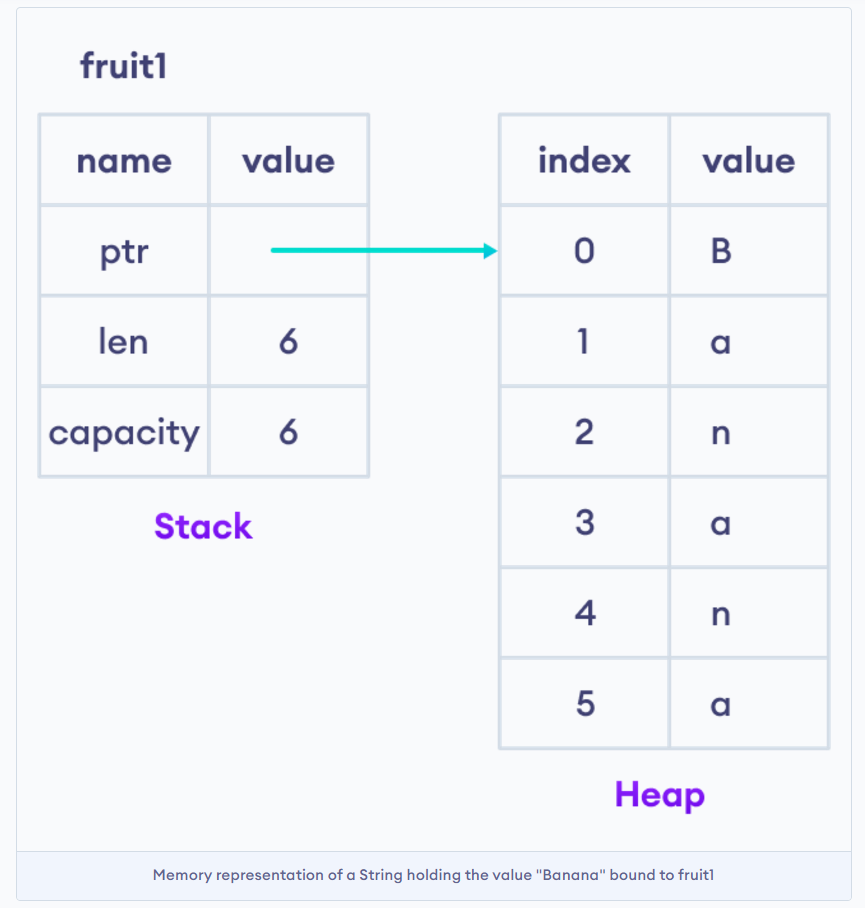 fruit1
name value
ptr
len 6
capacity 6
Stack
index value
0 B
1 a
2 n
3 a
4 n
5 a
Heap
Memory representation of a String holding the value "Banana" bound to fruit1